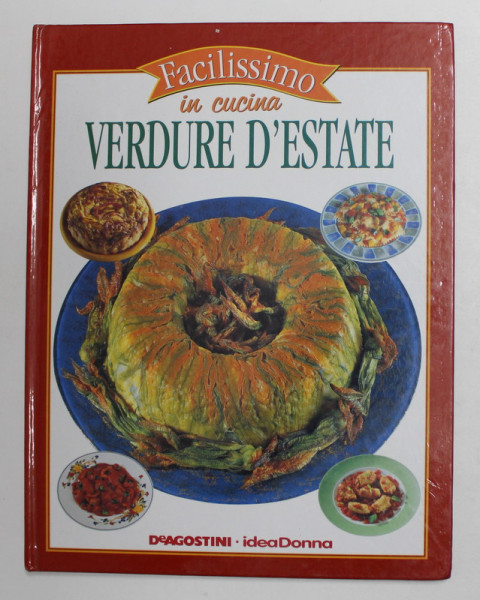 Facilissimo
in cucina
VERDURE D'ESTATE
DeAGOSTINI · ideaDonna